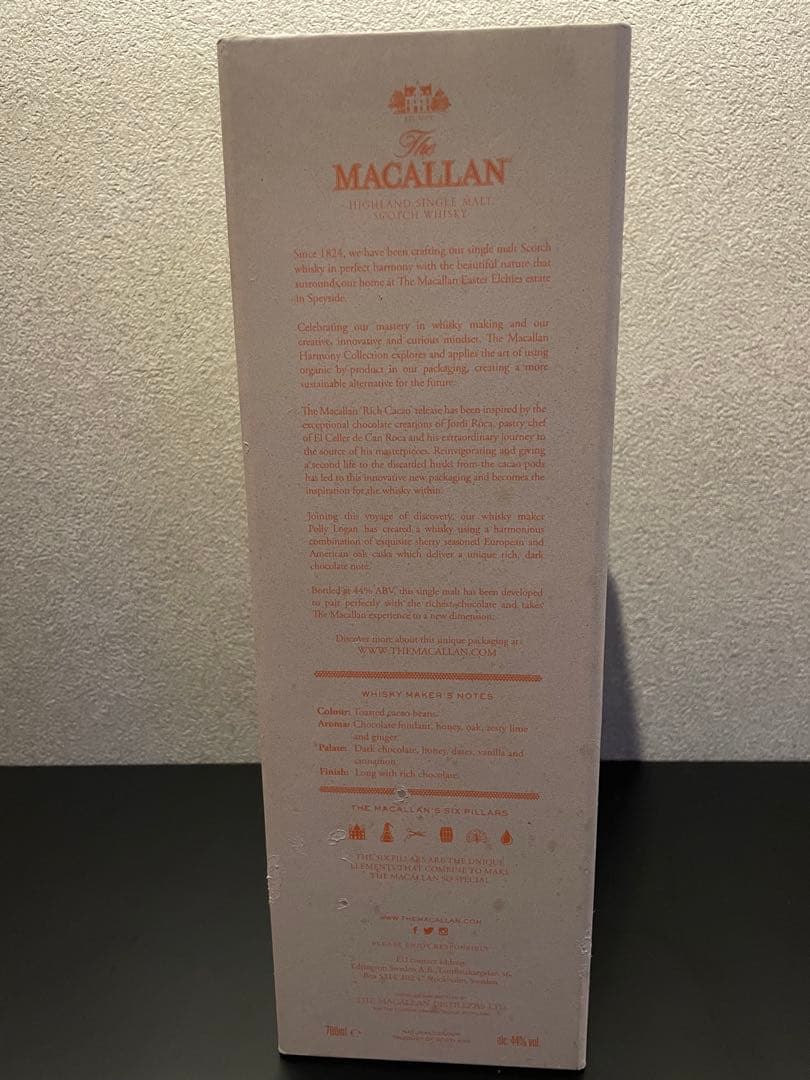 The
MACALLAN
HIGHLAND SINGLE MALT
SCOTCH WHISKY
Since 1824, we have been crafting our single malt Scotch
whisky in perfect harmony with the beautiful nature that
surrounds our home at The Macallan Easter Elchies estate
in Speyside.
Celebrating our mastery in whisky making and our
creative, innovative and curious mindset. The Macallan
Harmony Collection explores and applies the art of using
organic by-product in our packaging, creating a more
sustainable alternative for the future.
The Macallan 'Rich Cacao' release has been inspired by the
exceptional chocolate creations of Jordi Roca, pastry chef
of El Celler de Can Roca and his extraordinary journey to
the source of his masterpieces. Reinvigorating and giving
a second life to the discarded husks from the cacao pods
has led to this innovative new packaging and becomes the
inspiration for the whisky within.
Joining this voyage of discovery, our whisky maker
Polly Logan has created a whisky using a harmonious
combination of exquisite sherry seasoned European and
American oak casks which deliver a unique rich, dark
chocolate note.
Bottled at 44% ABV, this single malt has been developed
to pair perfectly with the richest chocolate and takes
The Macallan experience to a new dimension.
Discover more about this unique packaging at:
WWW.THEMACALLAN.COM
WHISKY MAKER'S NOTES
Colour: Toasted cacao beans.
Aroma: Chocolate fondant, honey, oak, zesty lime
and ginger.
Palate: Dark chocolate, honey, dates, vanilla and
cinnamon.
Finish: Long with rich chocolate.
THE MACALLAN'S SIX PILLARS
THE SIX PILLARS ARE THE UNIQUE
ELEMENTS THAT COMBINE TO MAKE
THE MACALLAN SO SPECIAL
WWW.THEMACALLAN.COM
PLEASE ENJOY RESPONSIBLY
EU contact address:
Edrington Sweden A.B.,
Stockholm, Sweden
THE MACALLAN DISTILLERS LTD
700ml
NATURAL COLOUR
PRODUCT OF SCOTLAND
alc. 44% vol.